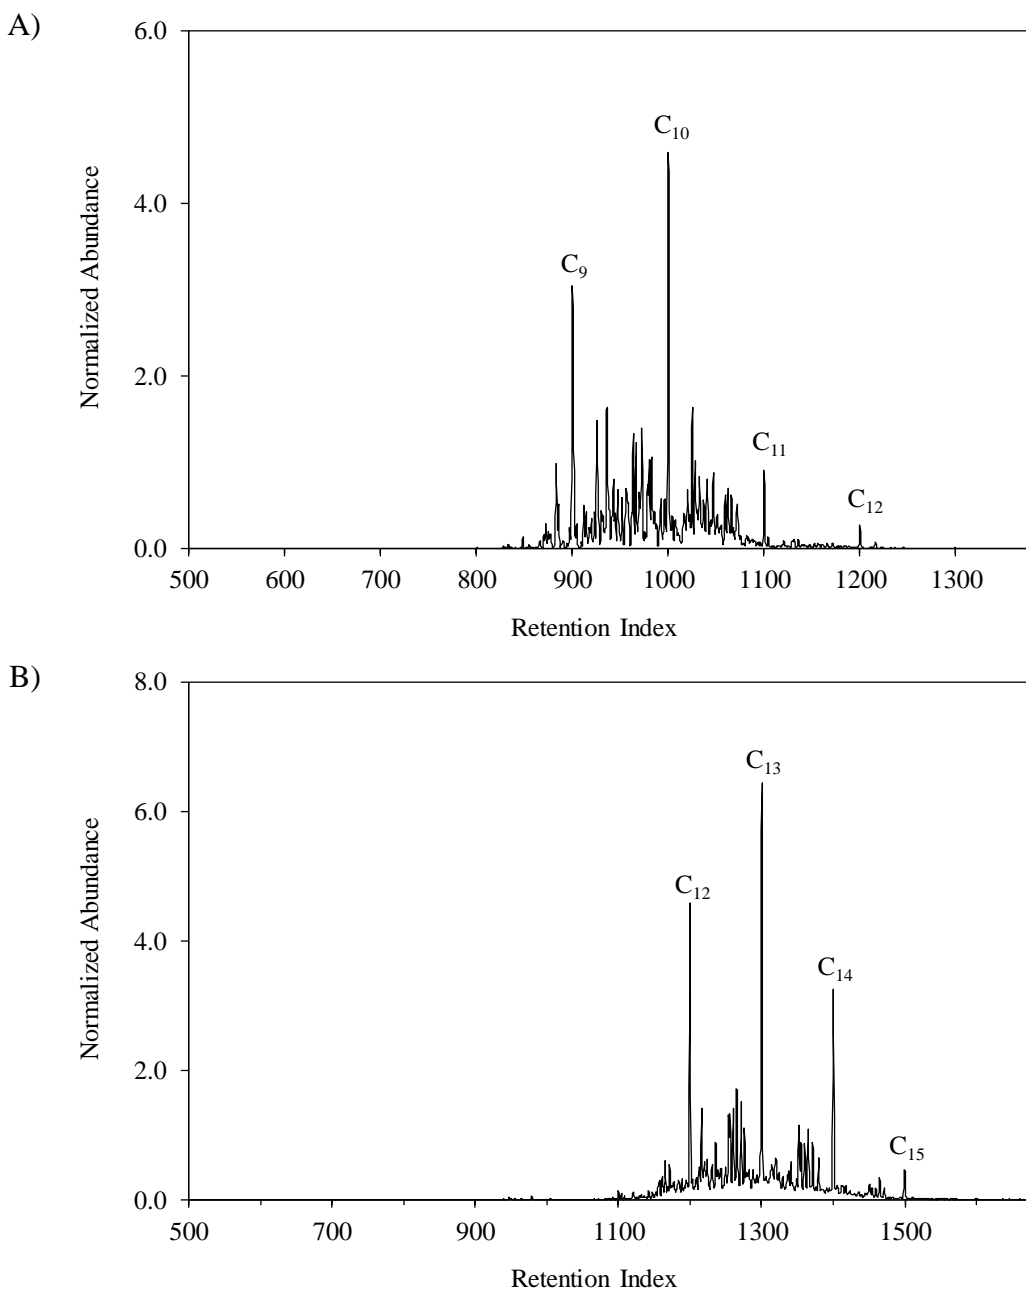 A)
6.0
C10
C9
4.0
2.0
C11
C12
0.0
500 600 700 800 900 1000 1100 1200 1300
Normalized Abundance
Retention Index
B)
8.0
C13
6.0
C12
C14
4.0
2.0
C15
0.0
500 700 900 1100 1300 1500
Normalized Abundance
Retention Index